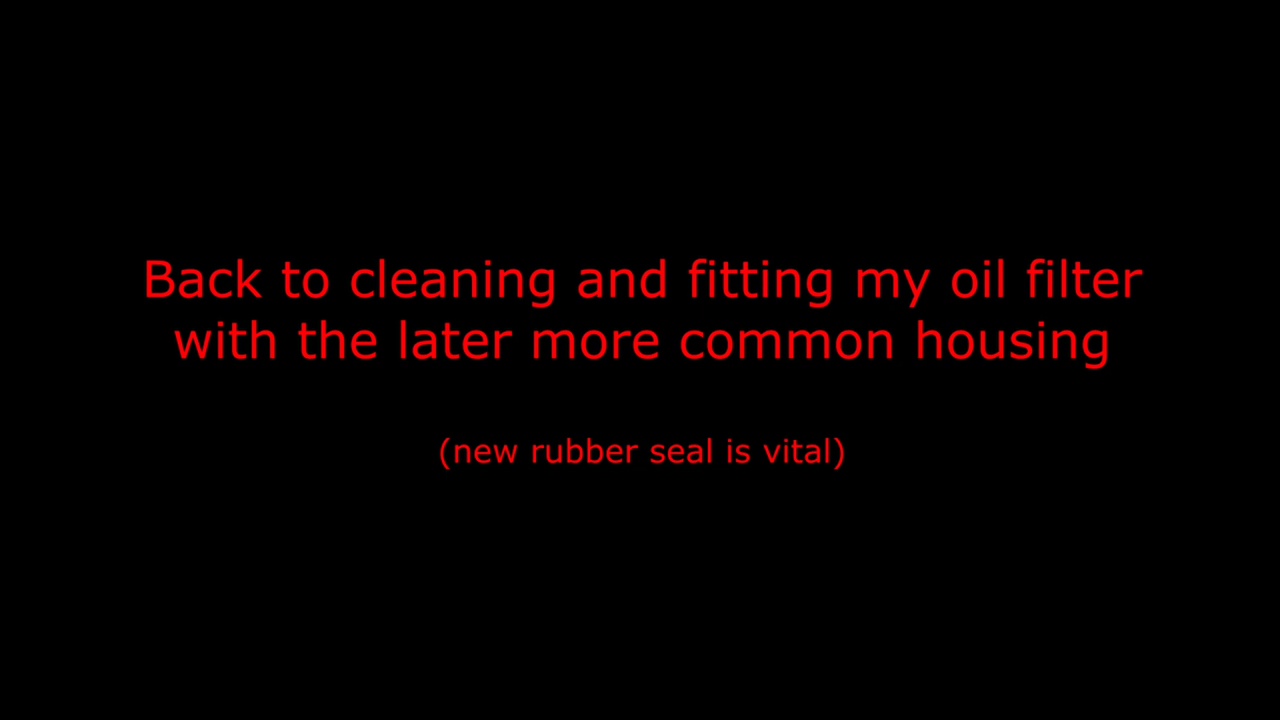 Back to cleaning and fitting my oil filter
with the later more common housing
(new rubber seal is vital)